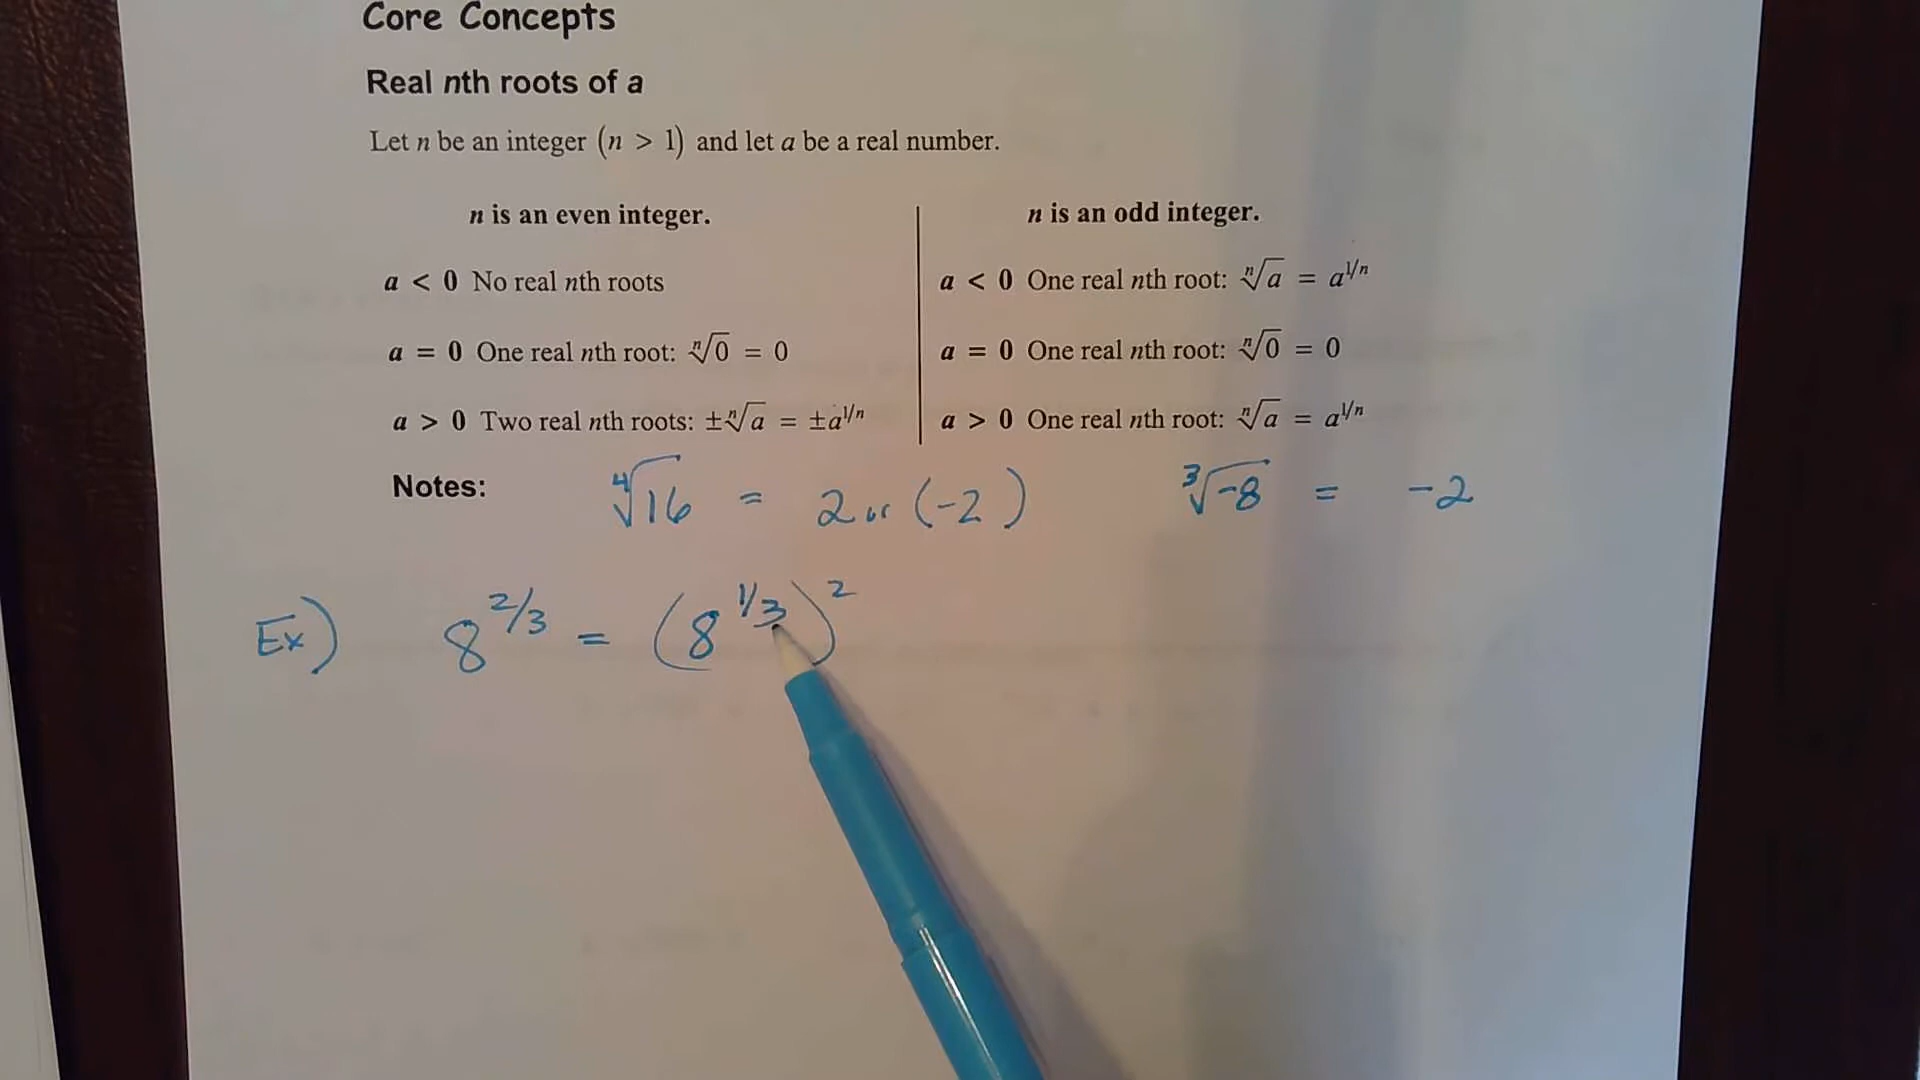 Core Concepts
Real nth roots of a
Let n be an integer (n > 1) and let a be a real number.
n is an even integer.
a < 0 No real nth roots
a = 0 One real nth root: ⁿ√0 = 0
a > 0 Two real nth roots: ±ⁿ√a = ±a^1/n
n is an odd integer.
a < 0 One real nth root: ⁿ√a = a^1/n
a = 0 One real nth root: ⁿ√0 = 0
a > 0 One real nth root: ⁿ√a = a^1/n
Notes: ⁴√16 = 2 or (-2) ³√-8 = -2
Ex) 8^2/3 = (8^1/3)^2